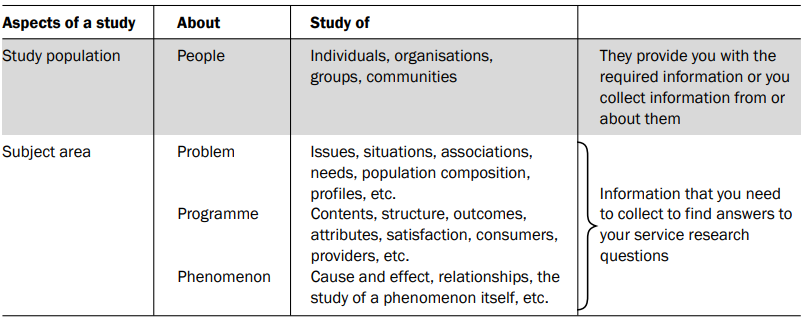 Aspects of a study About Study of
Study population People Individuals, organisations, They provide you with the
groups, communities required information or you
collect information from or
about them
Subject area Problem Issues, situations, associations,
needs, population composition,
profiles, etc.
Information that you need
Programme Contents, structure, outcomes, to collect to find answers to
attributes, satisfaction, consumers, your service research
providers, etc. questions
Phenomenon Cause and effect, relationships, the
study of a phenomenon itself, etc.